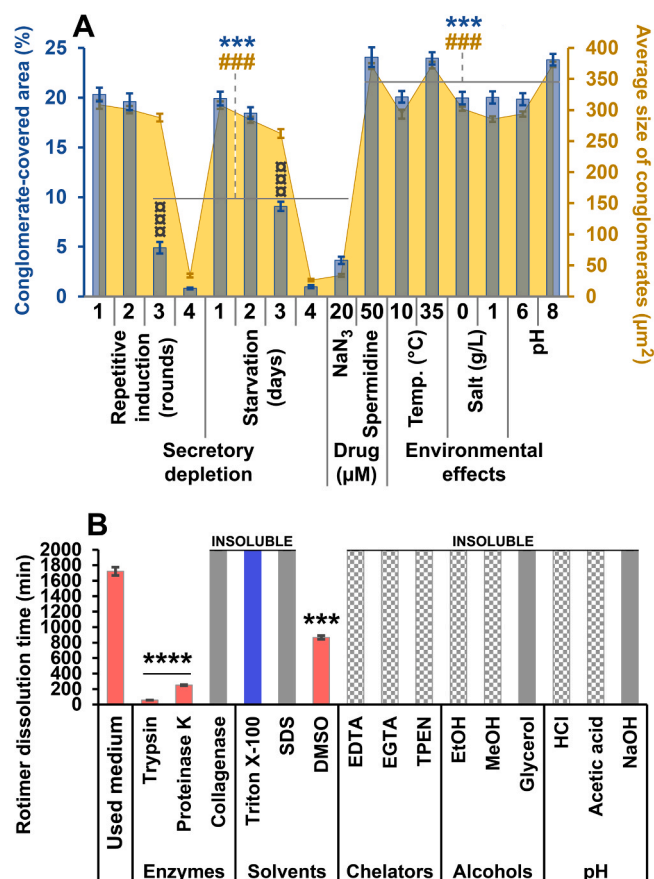 A
Conglomerate-covered area (%)
25
20
15
10
5
0
***
###
***
###
¤¤¤
¤¤¤
400
350
300
250
200
150
100
50
0
Average size of conglomerates (µm²)
1 2 3 4 1 2 3 4 20 50 10 35 0 1 6 8
Repetitive
induction
(rounds)
Starvation
(days)
NaN₃
Spermidine
Temp. (°C)
Salt (g/L)
pH
Secretory
depletion
Drug
(µM)
Environmental
effects
B
Rotimer dissolution time (min)
INSOLUBLE
INSOLUBLE
2000
1800
1600
1400
1200
1000
800
600
400
200
0
****
***
Used medium
Trypsin
Proteinase K
Collagenase
Triton X-100
SDS
DMSO
EDTA
EGTA
TPEN
EtOH
MeOH
Glycerol
HCl
Acetic acid
NaOH
Enzymes
Solvents
Chelators
Alcohols
pH